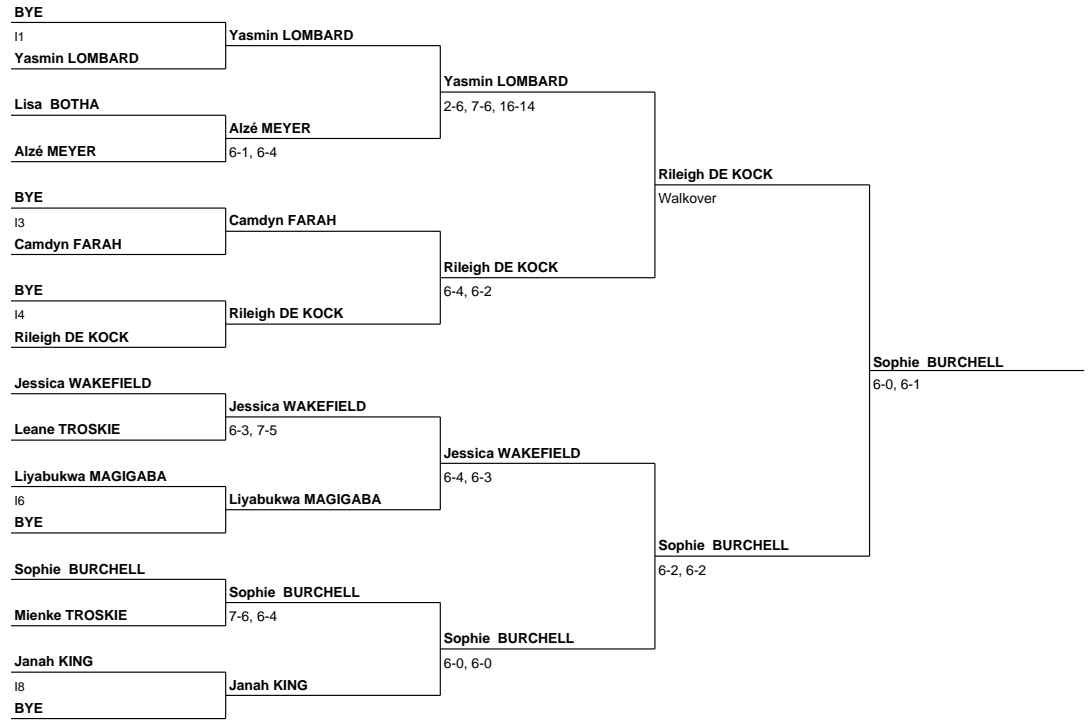 BYE
I1
Yasmin LOMBARD
Yasmin LOMBARD
Lisa BOTHA
Alzé MEYER
Alzé MEYER
6-1, 6-4
Yasmin LOMBARD
2-6, 7-6, 16-14
BYE
I3
Camdyn FARAH
Camdyn FARAH
BYE
I4
Rileigh DE KOCK
Rileigh DE KOCK
Rileigh DE KOCK
6-4, 6-2
Rileigh DE KOCK
Walkover
Jessica WAKEFIELD
Leane TROSKIE
Jessica WAKEFIELD
6-3, 7-5
Liyabukwa MAGIGABA
I6
BYE
Liyabukwa MAGIGABA
Jessica WAKEFIELD
6-4, 6-3
Sophie BURCHELL
Mienke TROSKIE
Sophie BURCHELL
7-6, 6-4
Janah KING
I8
BYE
Janah KING
Sophie BURCHELL
6-0, 6-0
Sophie BURCHELL
6-2, 6-2
Sophie BURCHELL
6-0, 6-1